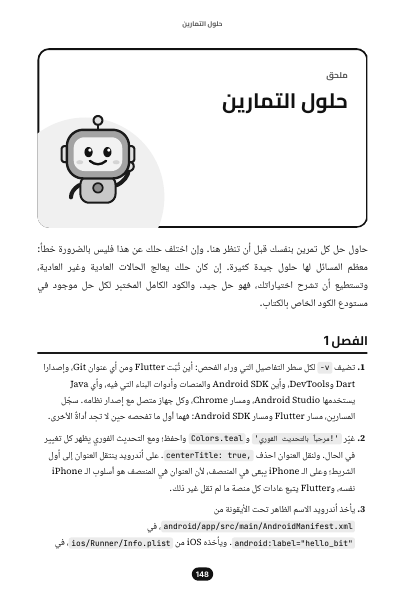 حلول التمارين
ملحق
حلول التمارين
حاول حل كل تمرين بنفسك قبل أن تنظر هنا. وإن اختلف حلك عن هذا فليس بالضرورة خطأ:
معظم المسائل لها حلول جيدة كثيرة. إن كان حلك يعالج الحالات العادية وغير العادية،
وتستطيع أن تشرح اختياراتك، فهو حل جيد. والكود الكامل المختبر لكل حل موجود في
مستودع الكود الخاص بالكتاب.
الفصل 1
1. تضيف -v لكل سطر التفاصيل التي وراء الفحص: أين ثُبّت Flutter ومن أي عنوان Git، وإصدارا
Dart وDevTools، وأين Android SDK والمنصات وأدوات البناء التي فيه، وأي Java
يستخدمها Android Studio، ومسار Chrome، وكل جهاز متصل مع إصدار نظامه. سجّل
المسارين، مسار Flutter ومسار Android SDK: فهما أول ما تفحصه حين لا تجد أداةٌ الأخرى.
2. غيّر 'مرحباً بالتحديث الفوري!' و Colors.teal واحفظ؛ ومع التحديث الفوري يظهر كل تغيير
في الحال. ولنقل العنوان احذف centerTitle: true, . على أندرويد ينتقل العنوان إلى أول
الشريط؛ وعلى الـ iPhone يبقى في المنتصف، لأن العنوان في المنتصف هو أسلوب الـ iPhone
نفسه، وFlutter يتبع عادات كل منصة ما لم تقل غير ذلك.
3. يأخذ أندرويد الاسم الظاهر تحت الأيقونة من
android/app/src/main/AndroidManifest.xml ، في
android:label="hello_bit" . ويأخذه iOS من ios/Runner/Info.plist ، في
148